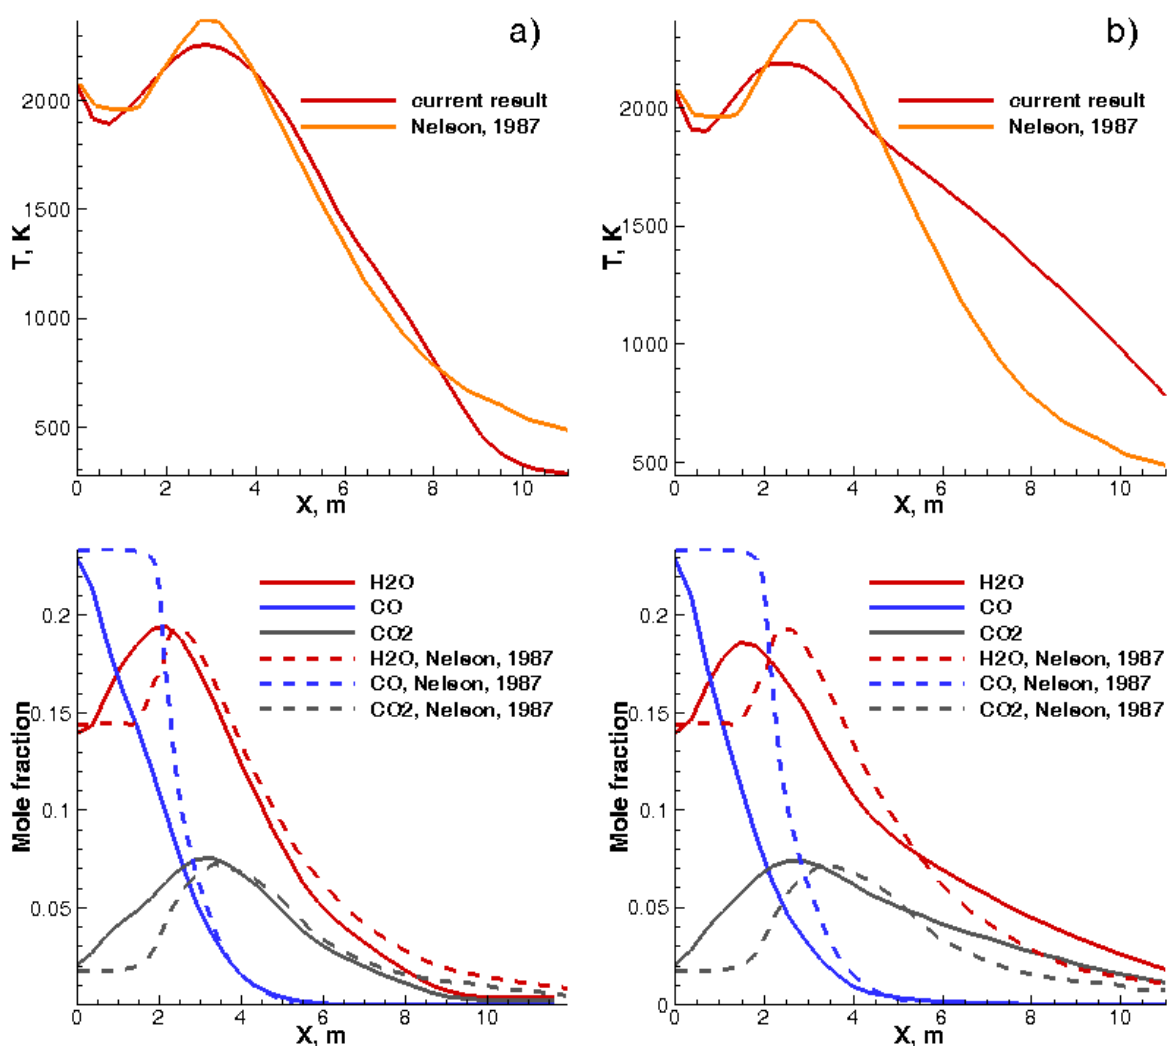 a)
2000
1500
1000
500
T, K
current result
Nelson, 1987
0
2
4
6
8
10
X, m
b)
2000
1500
1000
500
T, K
current result
Nelson, 1987
0
2
4
6
8
10
X, m
0.2
0.15
0.1
0.05
Mole fraction
H2O
CO
CO2
H2O, Nelson, 1987
CO, Nelson, 1987
CO2, Nelson, 1987
0
2
4
6
8
10
X, m
0.2
0.15
0.1
0.05
0
Mole fraction
H2O
CO
CO2
H2O, Nelson, 1987
CO, Nelson, 1987
CO2, Nelson, 1987
0
2
4
6
8
10
X, m